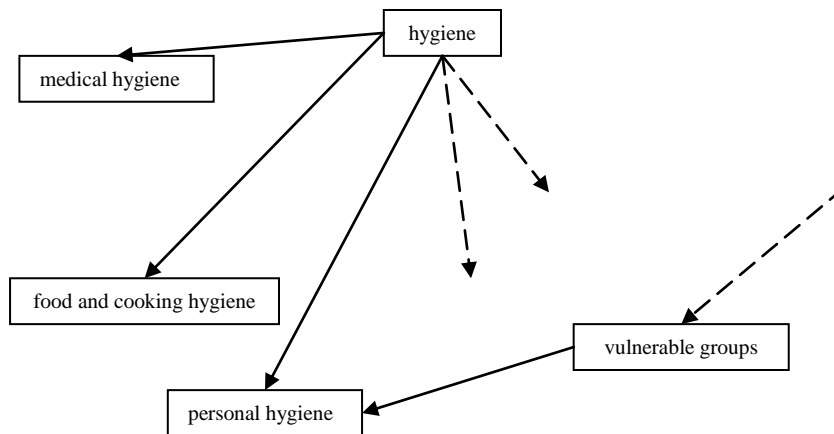 hygiene
medical hygiene
food and cooking hygiene
vulnerable groups
personal hygiene